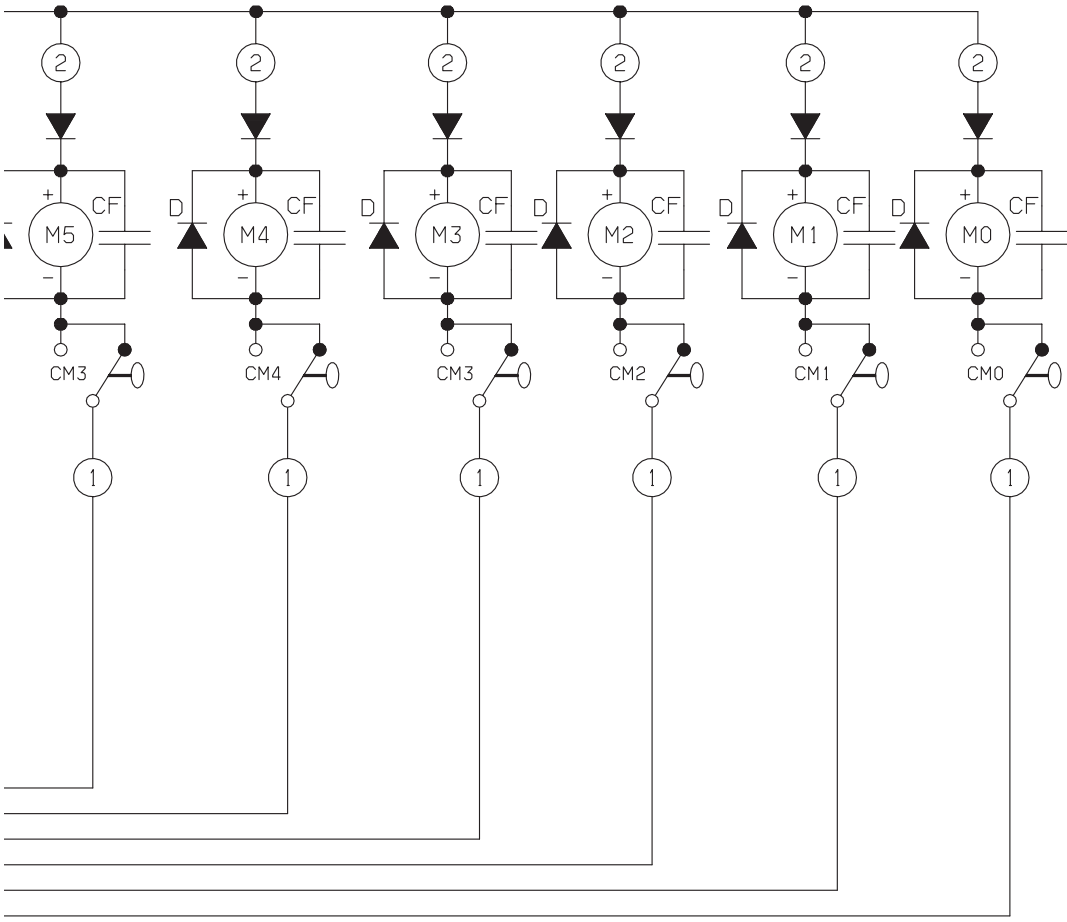 2 2 2 2 2 2
+ + + + + +
CF D CF D CF D CF D CF D CF
M5 M4 M3 M2 M1 M0
- - - - - -
CM3 CM4 CM3 CM2 CM1 CM0
1 1 1 1 1 1